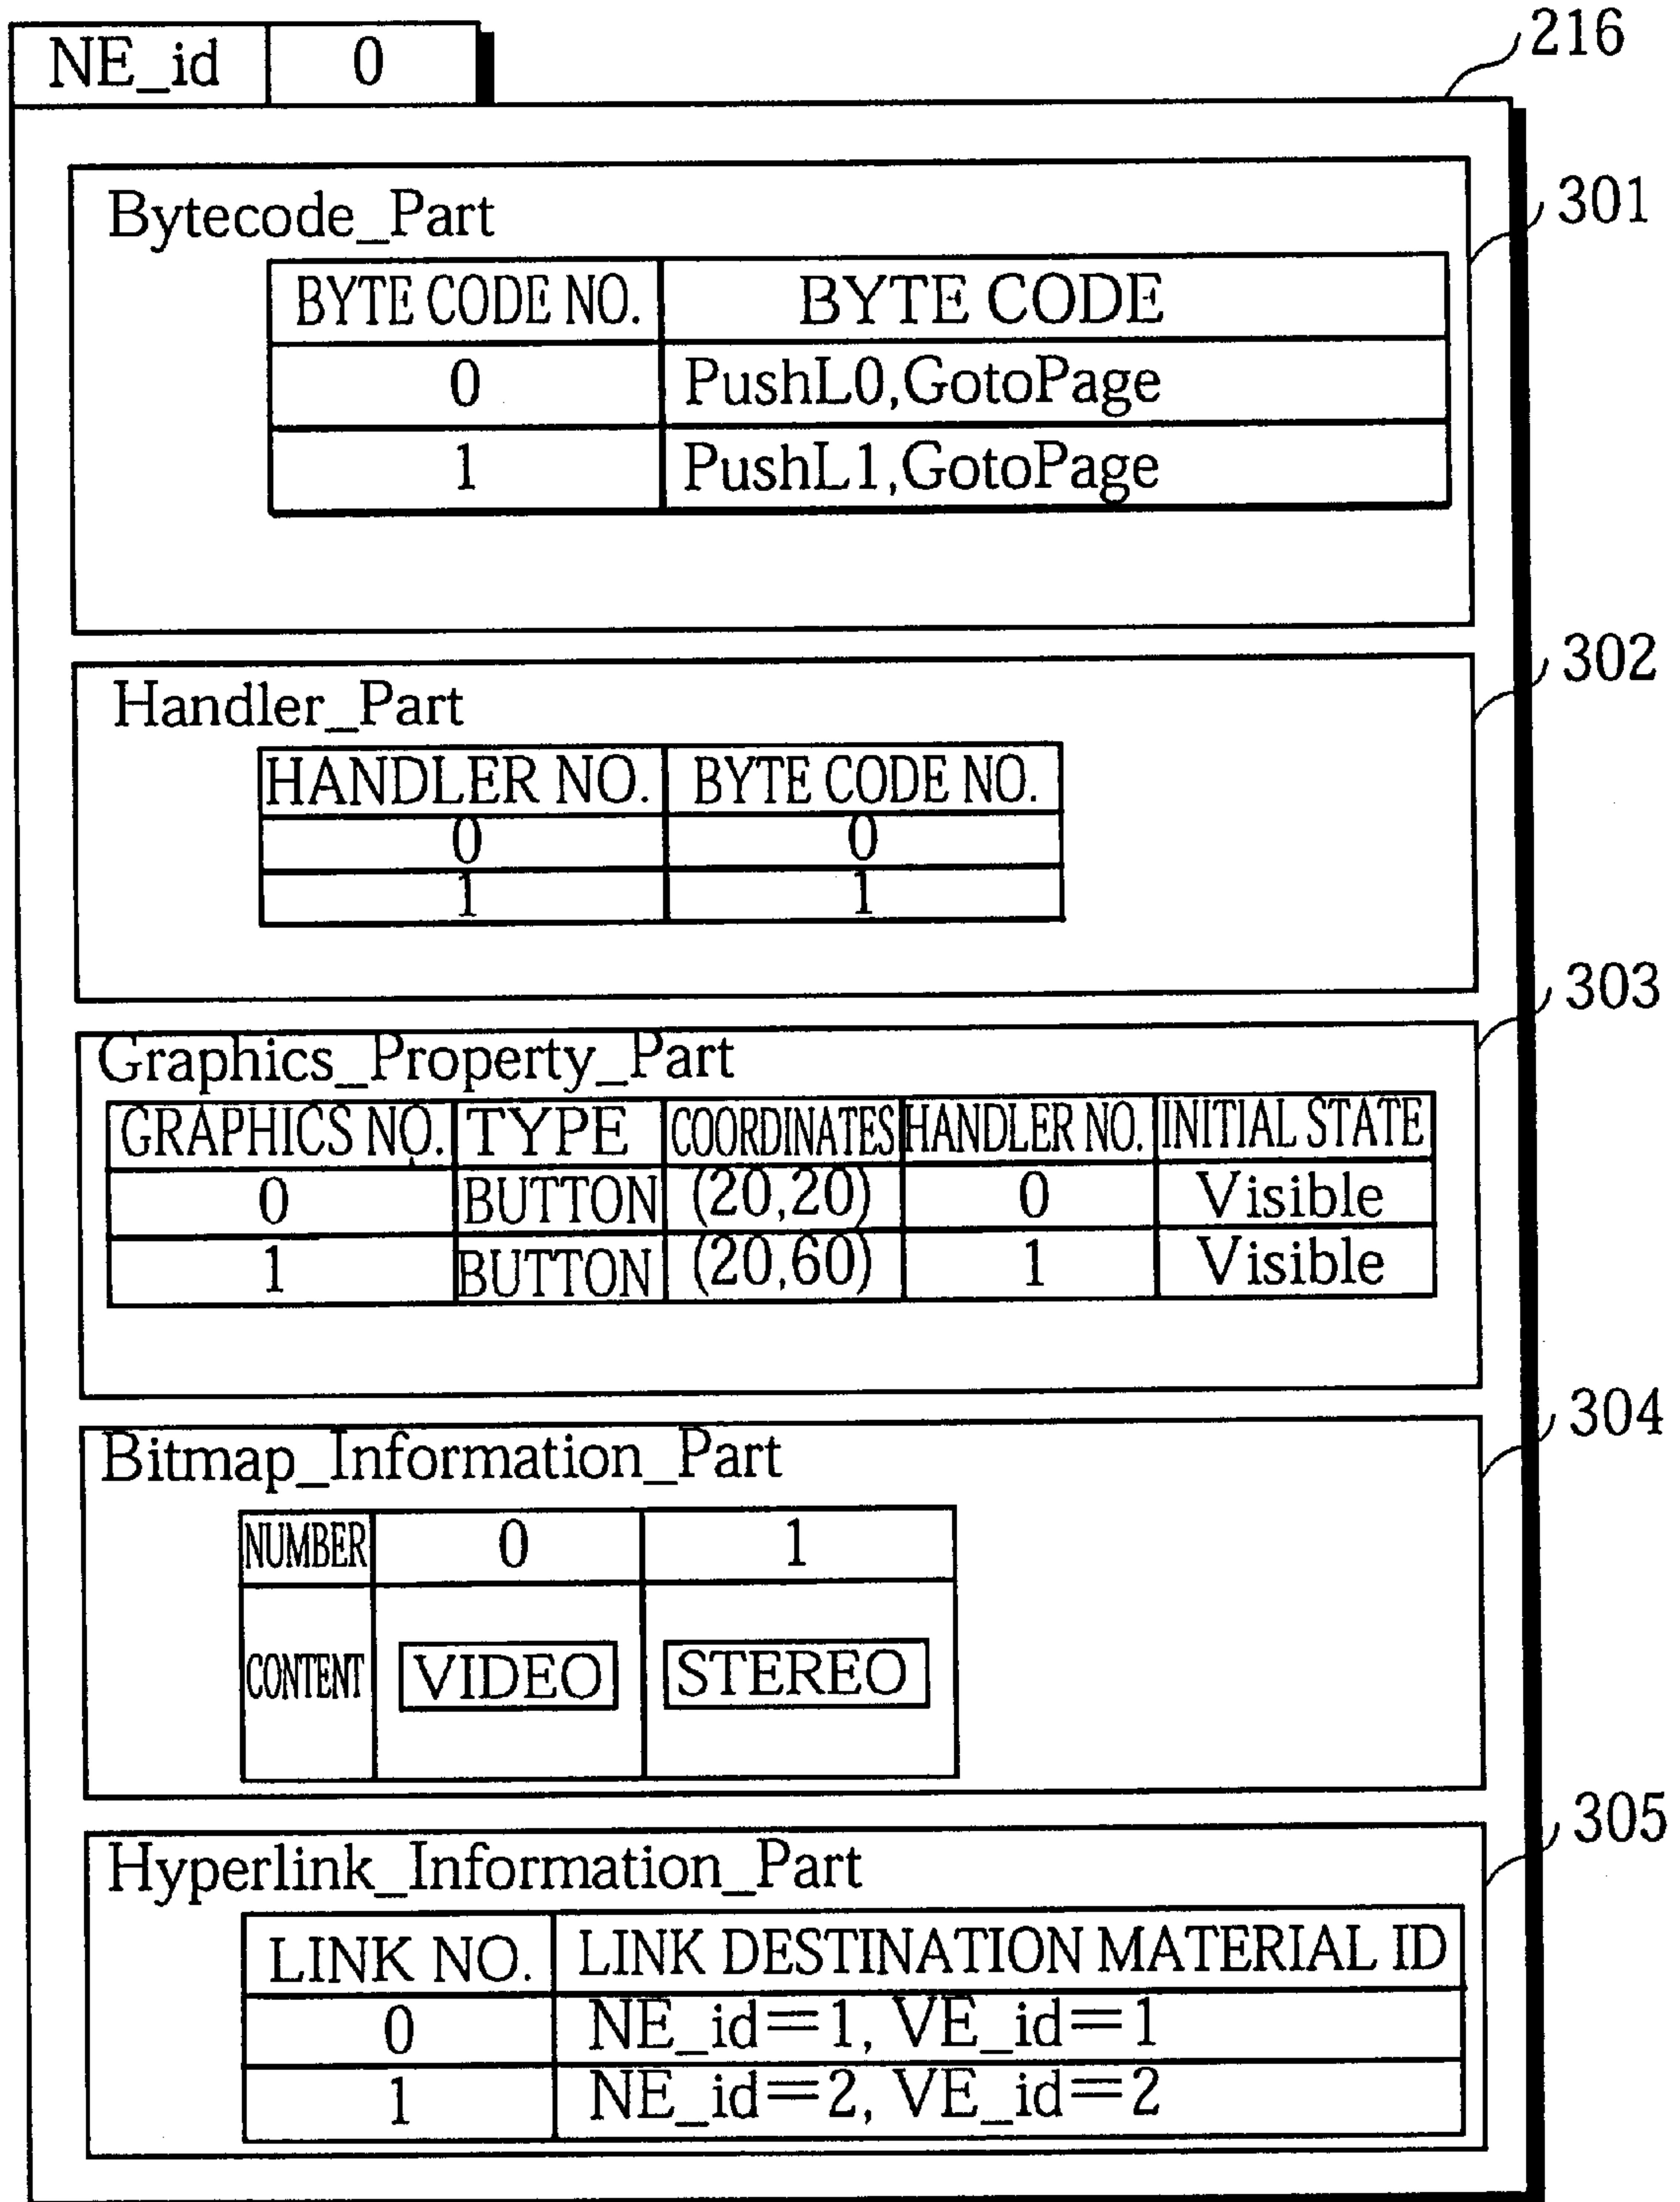 216
NE_id 0
301
Bytecode_Part
BYTE CODE NO. BYTE CODE
0 PushL0,GotoPage
1 PushL1,GotoPage
302
Handler_Part
HANDLER NO. BYTE CODE NO.
0 0
1 1
303
Graphics_Property_Part
GRAPHICS NO. TYPE COORDINATES HANDLER NO. INITIAL STATE
0 BUTTON (20,20) 0 Visible
1 BUTTON (20,60) 1 Visible
304
Bitmap_Information_Part
NUMBER 0 1
CONTENT VIDEO STEREO
305
Hyperlink_Information_Part
LINK NO. LINK DESTINATION MATERIAL ID
0 NE_id=1, VE_id=1
1 NE_id=2, VE_id=2